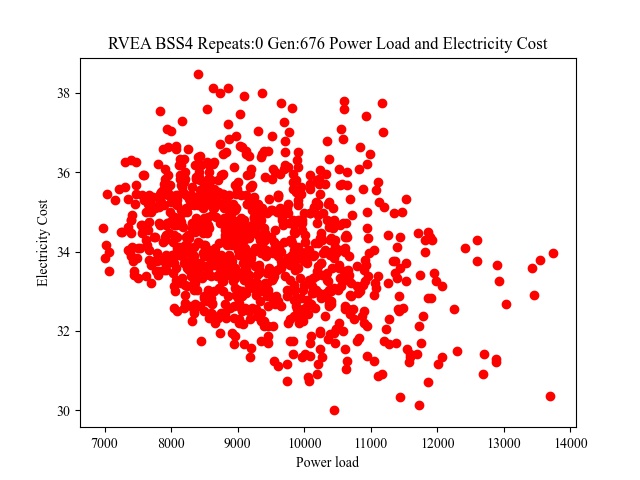 RVEA BSS4 Repeats:0 Gen:676 Power Load and Electricity Cost
38
36
34
32
30
Electricity Cost
7000 8000 9000 10000 11000 12000 13000 14000
Power load